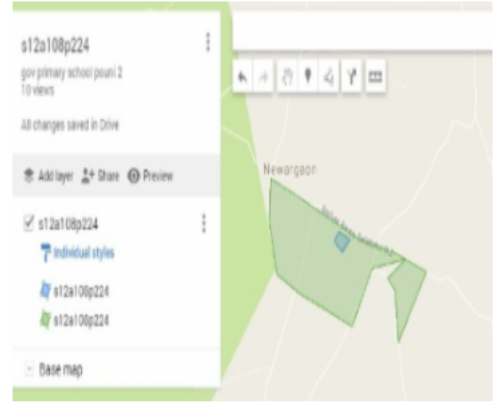 s12a108p224
gov primary school pouni 2
10 views
All changes saved in Drive
Add layer Share Preview
s12a108p224
Individual styles
s12a108p224
s12a108p224
Base map
Newargaon